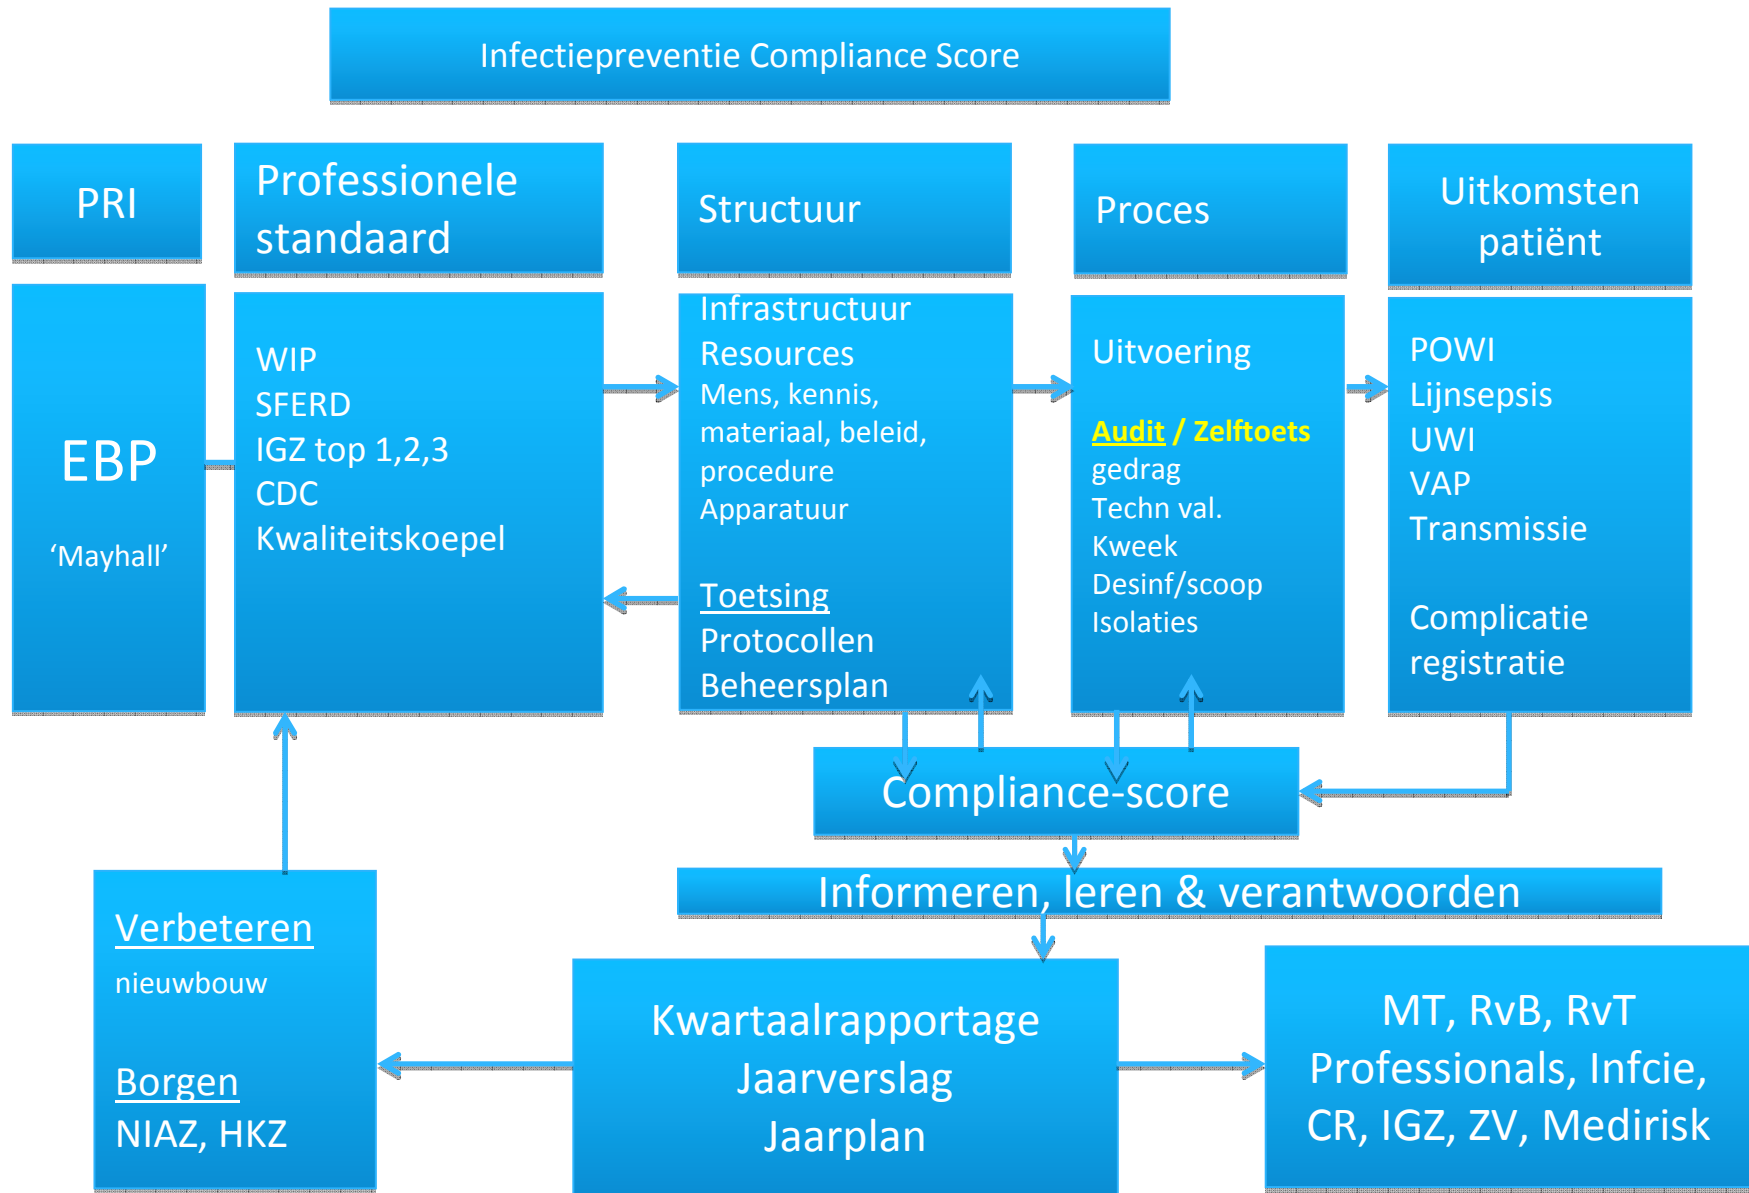 Infectiepreventie Compliance Score
PRI
Professionele
standaard
Structuur
Proces
Uitkomsten
patiënt
EBP
‘Mayhall’
WIP
SFERD
IGZ top 1,2,3
CDC
Kwaliteitskoepel
Infrastructuur
Resources
Mens, kennis,
materiaal, beleid,
procedure
Apparatuur
Toetsing
Protocollen
Beheersplan
Uitvoering
Audit / Zelftoets
gedrag
Techn val.
Kweek
Desinf/scoop
Isolaties
POWI
Lijnsepsis
UWI
VAP
Transmissie
Complicatie
registratie
Compliance-score
Informeren, leren & verantwoorden
Verbeteren
nieuwbouw
Borgen
NIAZ, HKZ
Kwartaalrapportage
Jaarverslag
Jaarplan
MT, RvB, RvT
Professionals, Infcie,
CR, IGZ, ZV, Medirisk